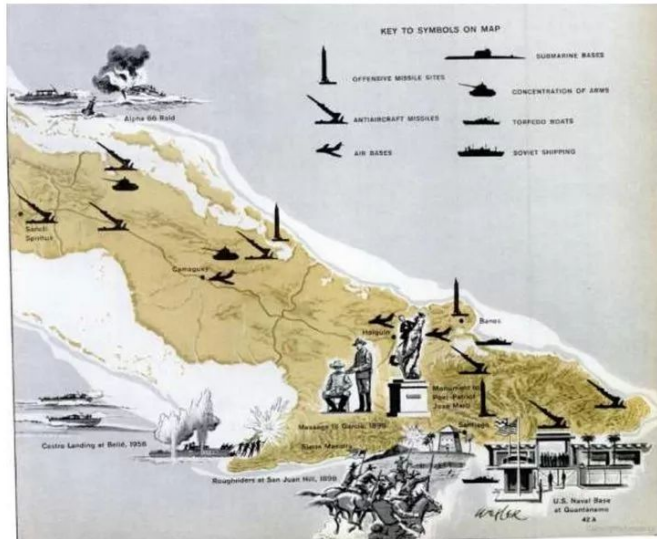 KEY TO SYMBOLS ON MAP
OFFENSIVE MISSILE SITES
ANTIAIRCRAFT MISSILES
AIR BASES
SUBMARINE BASES
CONCENTRATION OF ARMS
TORPEDO BOATS
SOVIET SHIPPING
Alpha 66 Raid
Sancti
Spiritus
Camaguey
Holguin
Banes
Message to Garcia, 1895
Monument to
Poet-Patriot
José Marti
Castro Landing at Belic, 1956
Sierra Maestra
Santiago
Roughriders at San Juan Hill, 1898
U.S. Naval Base
at Guantanamo
42 A